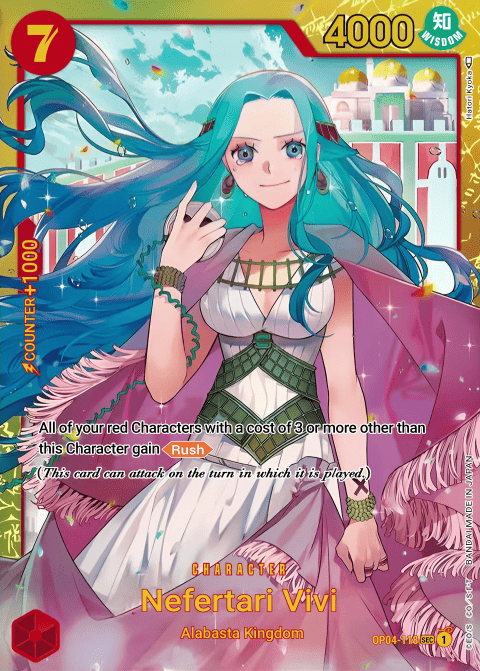 7
4000
知
WISDOM
Hatori Kyoka
COUNTER+1000
All of your red Characters with a cost of 3 or more other than
this Character gain Rush
(This card can attack on the turn in which it is played.)
CHARACTER
Nefertari Vivi
Alabasta Kingdom
OP04-118 SEC 1
BANDAI MADE IN JAPAN